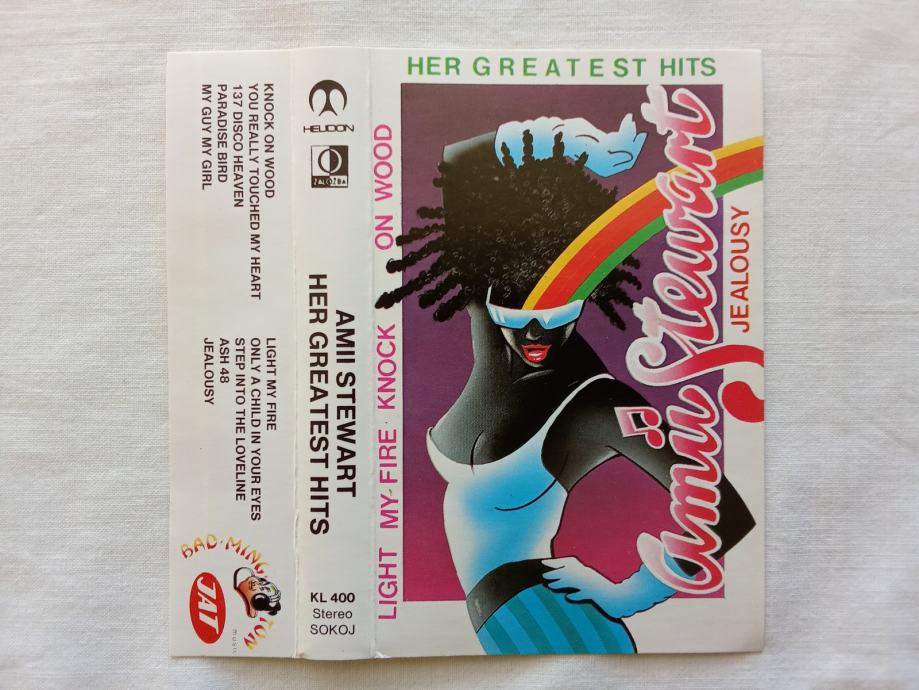 KNOCK ON WOOD
YOU REALLY TOUCHED MY HEART
137 DISCO HEAVEN
PARADISE BIRD
MY GUY MY GIRL
LIGHT MY FIRE
ONLY A CHILD IN YOUR EYES
STEP INTO THE LOVELINE
ASH 48
JEALOUSY
BAD·MINGTON
music
JAT
HELIDON
ZALOŽBA
AMII STEWART
HER GREATEST HITS
KL 400
Stereo
SOKOJ
HER GREATEST HITS
LIGHT MY FIRE · KNOCK ON WOOD
amii Stewart
JEALOUSY